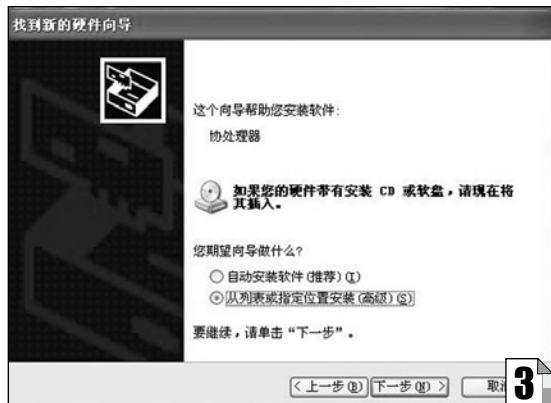 找到新的硬件向导
这个向导帮助您安装软件:
协处理器
如果您的硬件带有安装 CD 或软盘，请现在将
其插入。
您期望向导做什么?
自动安装软件(推荐)(I)
从列表或指定位置安装(高级)(S)
要继续，请单击“下一步”。
<上一步(B) 下一步(N)> 取
3